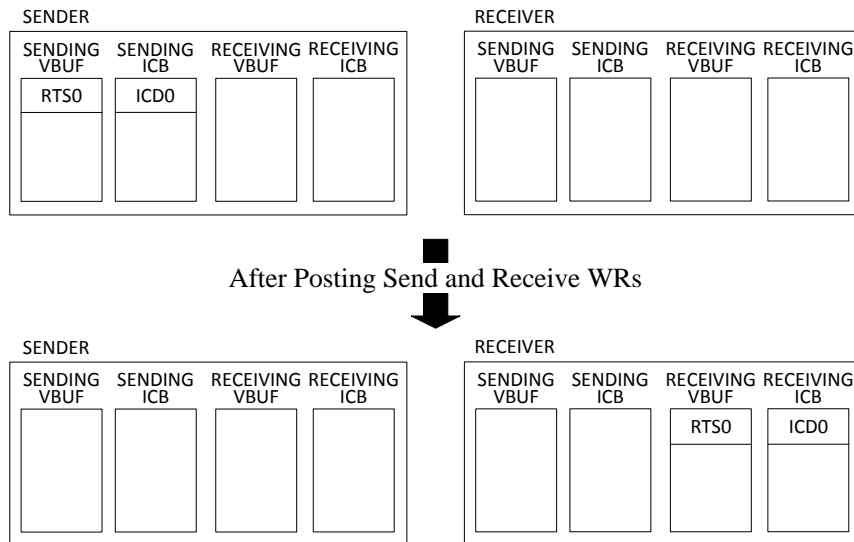 SENDER
RECEIVER
SENDING SENDING RECEIVING RECEIVING
VBUF ICB VBUF ICB
SENDING SENDING RECEIVING RECEIVING
VBUF ICB VBUF ICB
RTS0 ICD0
After Posting Send and Receive WRs
SENDER
RECEIVER
SENDING SENDING RECEIVING RECEIVING
VBUF ICB VBUF ICB
SENDING SENDING RECEIVING RECEIVING
VBUF ICB VBUF ICB
RTS0 ICD0